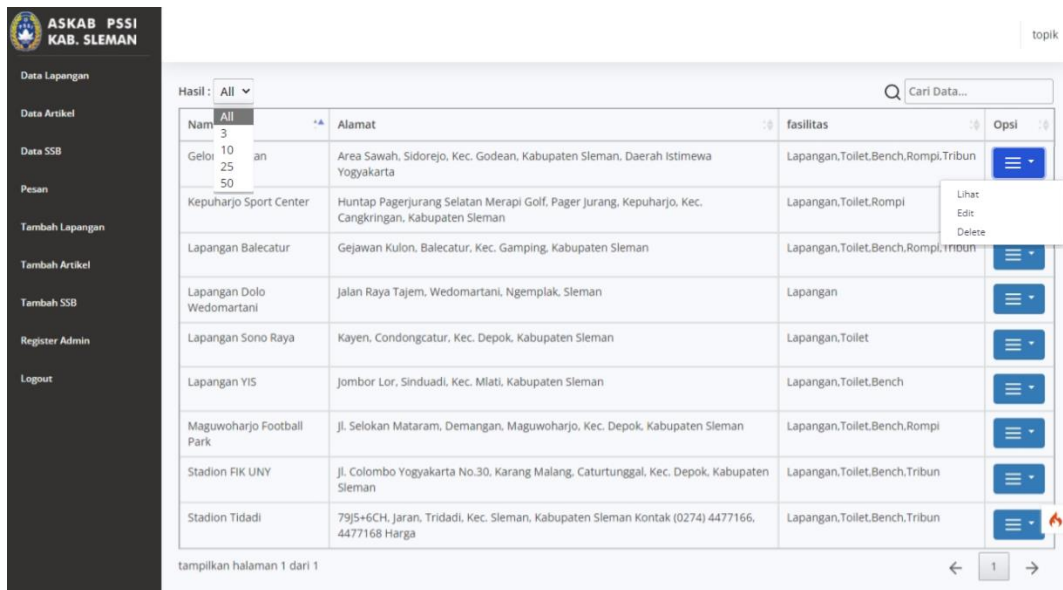 ASKAB PSSI
KAB. SLEMAN
topik
Data Lapangan
Data Artikel
Data SSB
Pesan
Tambah Lapangan
Tambah Artikel
Tambah SSB
Register Admin
Logout
Hasil : All
Cari Data...
All
3
10
25
50
Alamat
fasilitas
Opsi
Area Sawah, Sidorejo, Kec. Godean, Kabupaten Sleman, Daerah Istimewa
Yogyakarta
Lapangan,Toilet,Bench,Rompi,Tribun
Lihat
Edit
Delete
Kepuharjo Sport Center
Huntap Pagerjurang Selatan Merapi Golf, Pager Jurang, Kepuharjo, Kec.
Cangkringan, Kabupaten Sleman
Lapangan,Toilet,Rompi
Lapangan Balecatur
Gejawan Kulon, Balecatur, Kec. Gamping, Kabupaten Sleman
Lapangan,Toilet,Bench,Rompi,Tribun
Lapangan Dolo
Wedomartani
Jalan Raya Tajem, Wedomartani, Ngemplak, Sleman
Lapangan
Lapangan Sono Raya
Kayen, Condongcatur, Kec. Depok, Kabupaten Sleman
Lapangan,Toilet
Lapangan YIS
Jombor Lor, Sinduadi, Kec. Mlati, Kabupaten Sleman
Lapangan,Toilet,Bench
Maguwoharjo Football
Park
Jl. Selokan Mataram, Demangan, Maguwoharjo, Kec. Depok, Kabupaten Sleman
Lapangan,Toilet,Bench,Rompi
Stadion FIK UNY
Jl. Colombo Yogyakarta No.30, Karang Malang, Caturtunggal, Kec. Depok, Kabupaten
Sleman
Lapangan,Toilet,Bench,Tribun
Stadion Tidadi
79J5+6CH, Jaran, Tridadi, Kec. Sleman, Kabupaten Sleman Kontak (0274) 4477166,
4477168 Harga
Lapangan,Toilet,Bench,Tribun
tampilkan halaman 1 dari 1
1